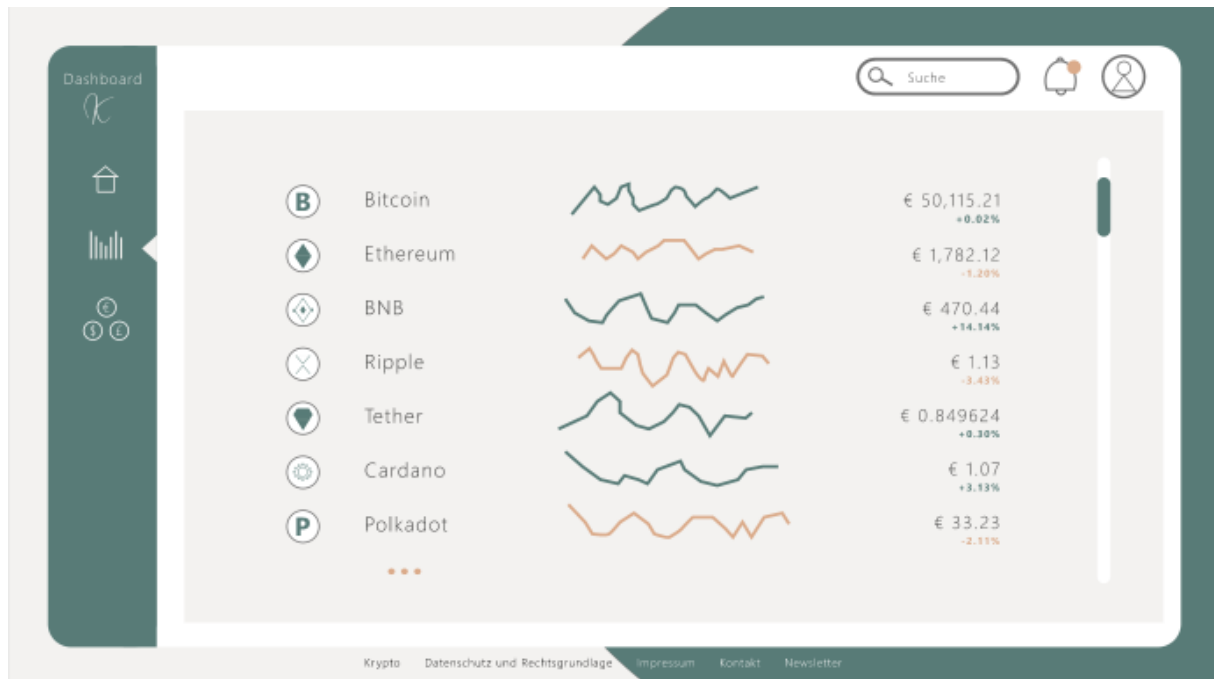 Dashboard
K
Suche
B Bitcoin € 50,115.21
+0.02%
Ethereum € 1,782.12
-1.20%
BNB € 470.44
+14.14%
Ripple € 1.13
-3.43%
Tether € 0.849624
+0.30%
Cardano € 1.07
+3.13%
P Polkadot € 33.23
-2.11%
€
$ £
Krypto Datenschutz und Rechtsgrundlage Impressum Kontakt Newsletter